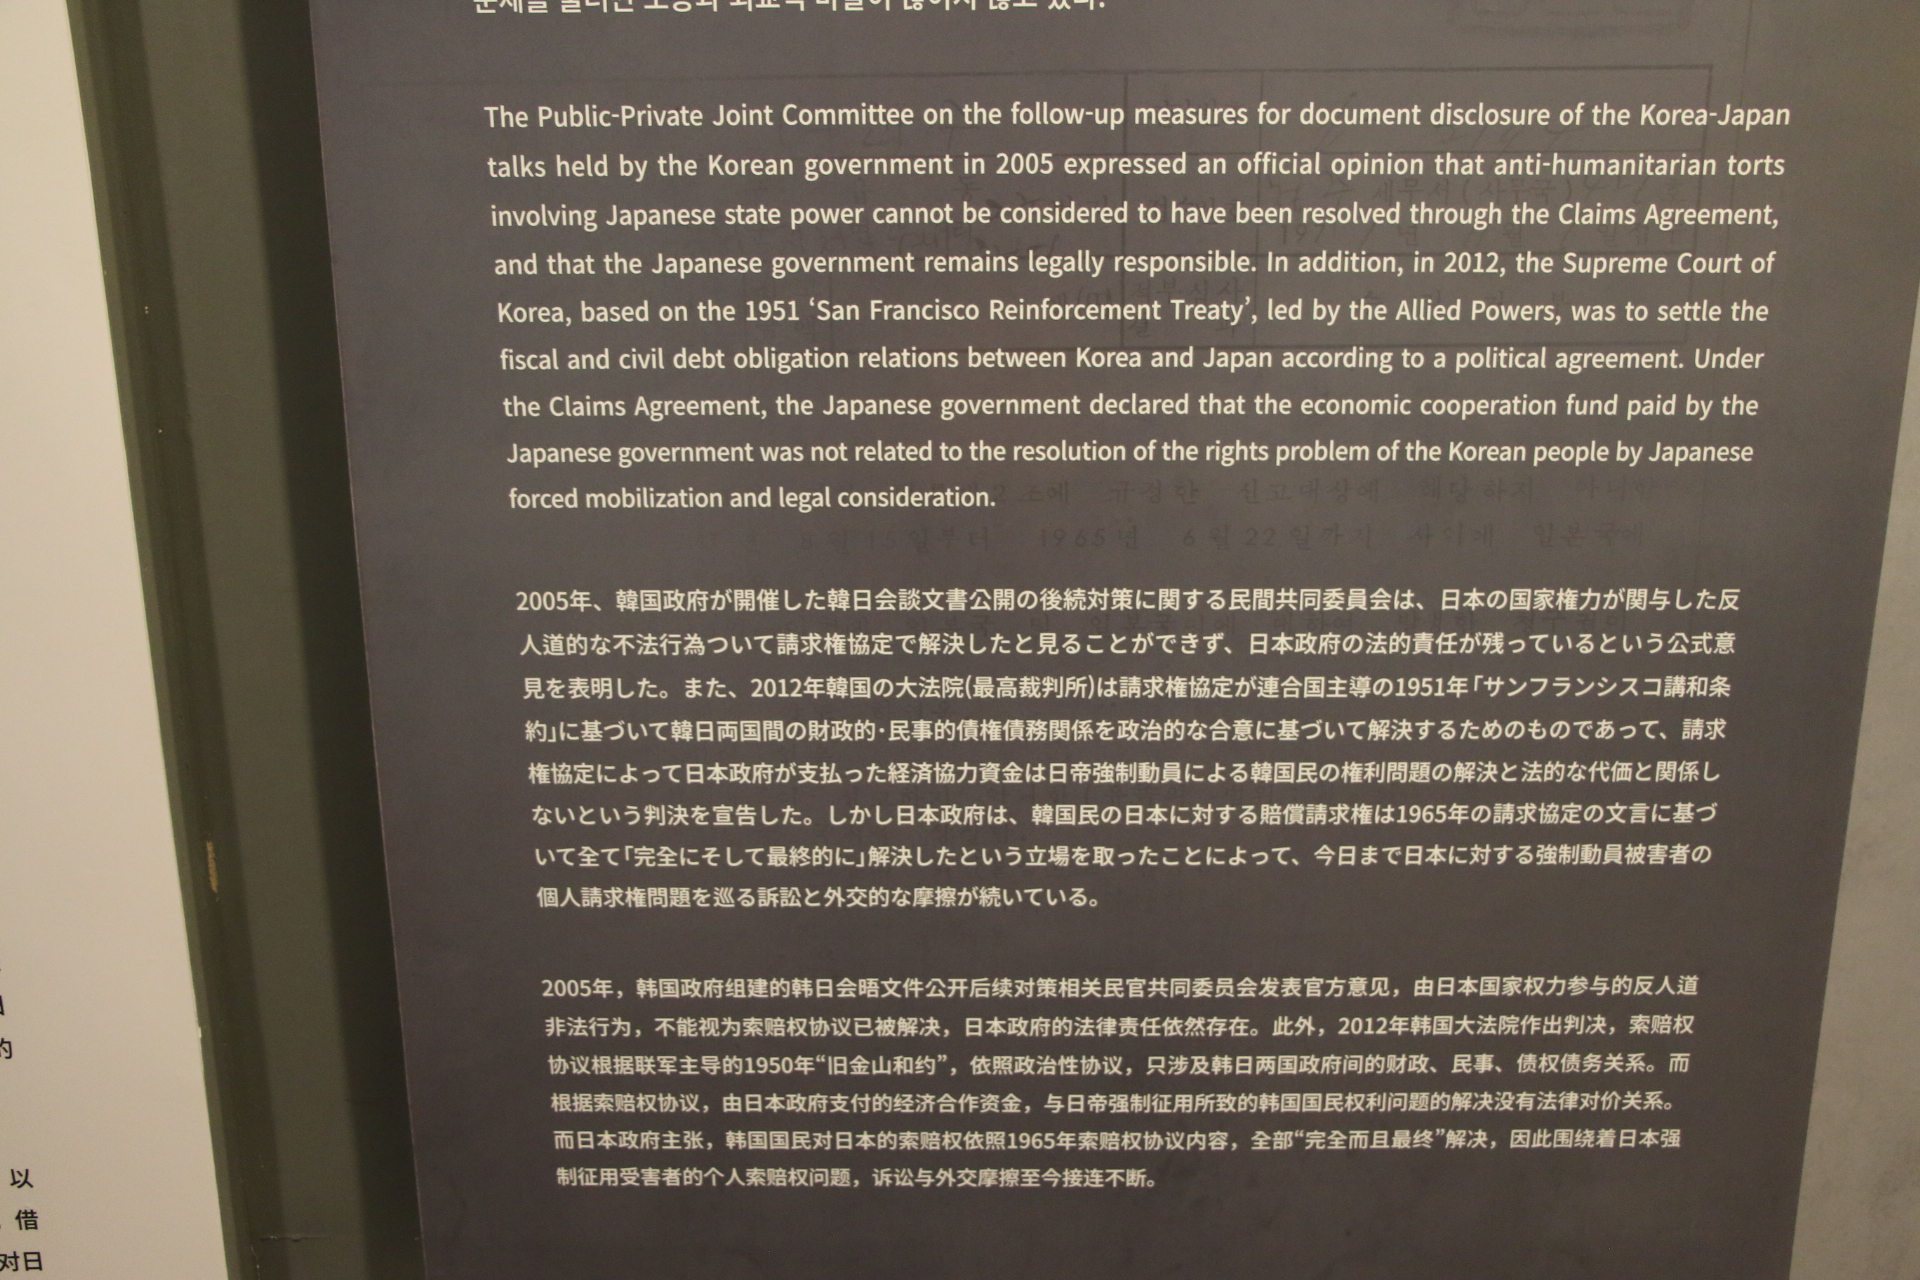 The Public-Private Joint Committee on the follow-up measures for document disclosure of the Korea-Japan
talks held by the Korean government in 2005 expressed an official opinion that anti-humanitarian torts
involving Japanese state power cannot be considered to have been resolved through the Claims Agreement,
and that the Japanese government remains legally responsible. In addition, in 2012, the Supreme Court of
Korea, based on the 1951 ‘San Francisco Reinforcement Treaty’, led by the Allied Powers, was to settle the
fiscal and civil debt obligation relations between Korea and Japan according to a political agreement. Under
the Claims Agreement, the Japanese government declared that the economic cooperation fund paid by the
Japanese government was not related to the resolution of the rights problem of the Korean people by Japanese
forced mobilization and legal consideration.
2005年、韓国政府が開催した韓日会談文書公開の後続対策に関する民間共同委員会は、日本の国家権力が関与した反
人道的な不法行為ついて請求権協定で解決したと見ることができず、日本政府の法的責任が残っているという公式意
見を表明した。また、2012年韓国の大法院(最高裁判所)は請求権協定が連合国主導の1951年「サンフランシスコ講和条
約」に基づいて韓日両国間の財政的·民事的債権債務関係を政治的な合意に基づいて解決するためのものであって、請求
権協定によって日本政府が支払った経済協力資金は日帝強制動員による韓国民の権利問題の解決と法的な代価と関係し
ないという判決を宣告した。しかし日本政府は、韓国民の日本に対する賠償請求権は1965年の請求協定の文言に基づ
いて全て「完全にそして最終的に」解決したという立場を取ったことによって、今日まで日本に対する強制動員被害者の
個人請求権問題を巡る訴訟と外交的な摩擦が続いている。
2005年，韩国政府组建的韩日会晤文件公开后续对策相关民官共同委员会发表官方意见，由日本国家权力参与的反人道
非法行为，不能视为索赔权协议已被解决，日本政府的法律责任依然存在。此外，2012年韩国大法院作出判决，索赔权
协议根据联军主导的1950年“旧金山和约”，依照政治性协议，只涉及韩日两国政府间的财政、民事、债权债务关系。而
根据索赔权协议，由日本政府支付的经济合作资金，与日帝强制征用所致的韩国国民权利问题的解决没有法律对价关系。
而日本政府主张，韩国国民对日本的索赔权依照1965年索赔权协议内容，全部“完全而且最终”解决，因此围绕着日本强
制征用受害者的个人索赔权问题，诉讼与外交摩擦至今接连不断。
的
以
借
对日